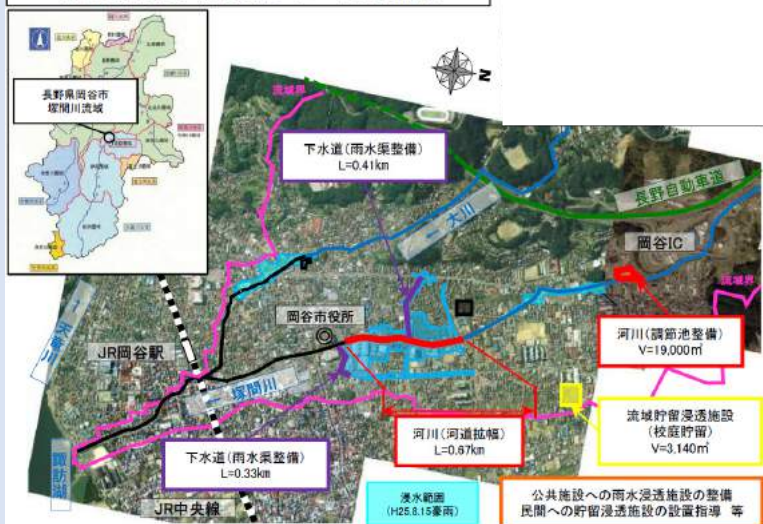 長野県岡谷市
塚間川流域
N
流域界
下水道(雨水渠整備)
L=0.41km
長野自動車道
←大川
岡谷IC
岡谷市役所
流域界
天竜川
JR岡谷駅
河川(調節池整備)
V=19,000㎥
←塚間川
流域貯留浸透施設
(校庭貯留)
V=3,140㎥
河川(河道拡幅)
L=0.67km
下水道(雨水渠整備)
L=0.33km
諏訪湖
JR中央線
浸水範囲
(H25.8.15豪雨)
公共施設への雨水浸透施設の整備
民間への貯留浸透施設の設置指導 等